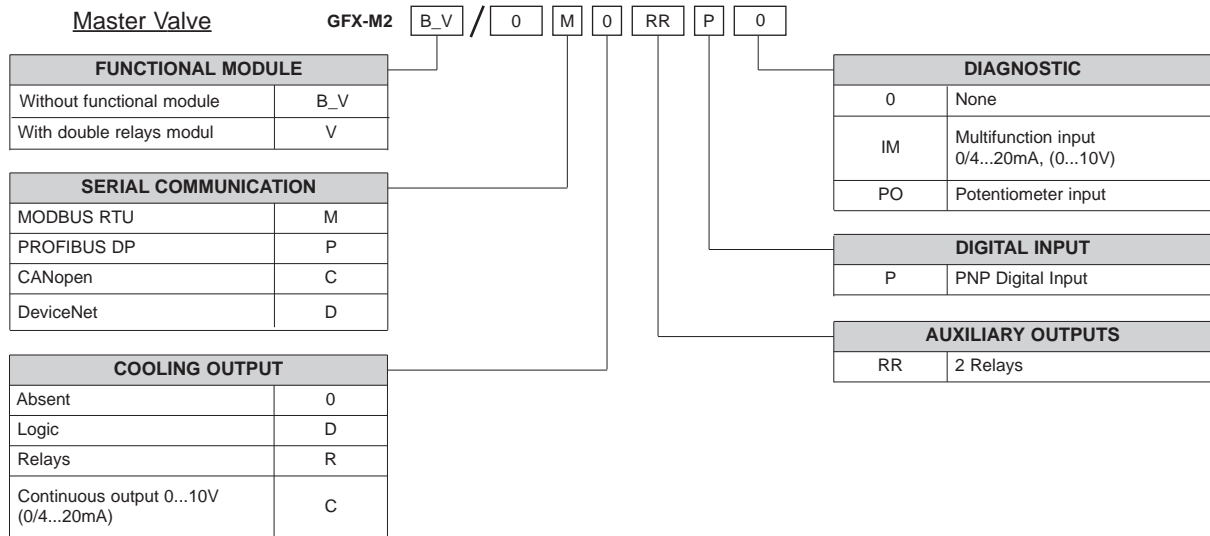 Master Valve GFX-M2 B_V / 0 M 0 RR P 0
FUNCTIONAL MODULE
Without functional module B_V
With double relays modul V
SERIAL COMMUNICATION
MODBUS RTU M
PROFIBUS DP P
CANopen C
DeviceNet D
COOLING OUTPUT
Absent 0
Logic D
Relays R
Continuous output 0...10V
(0/4...20mA) C
DIAGNOSTIC
0 None
IM Multifunction input
0/4...20mA, (0...10V)
PO Potentiometer input
DIGITAL INPUT
P PNP Digital Input
AUXILIARY OUTPUTS
RR 2 Relays